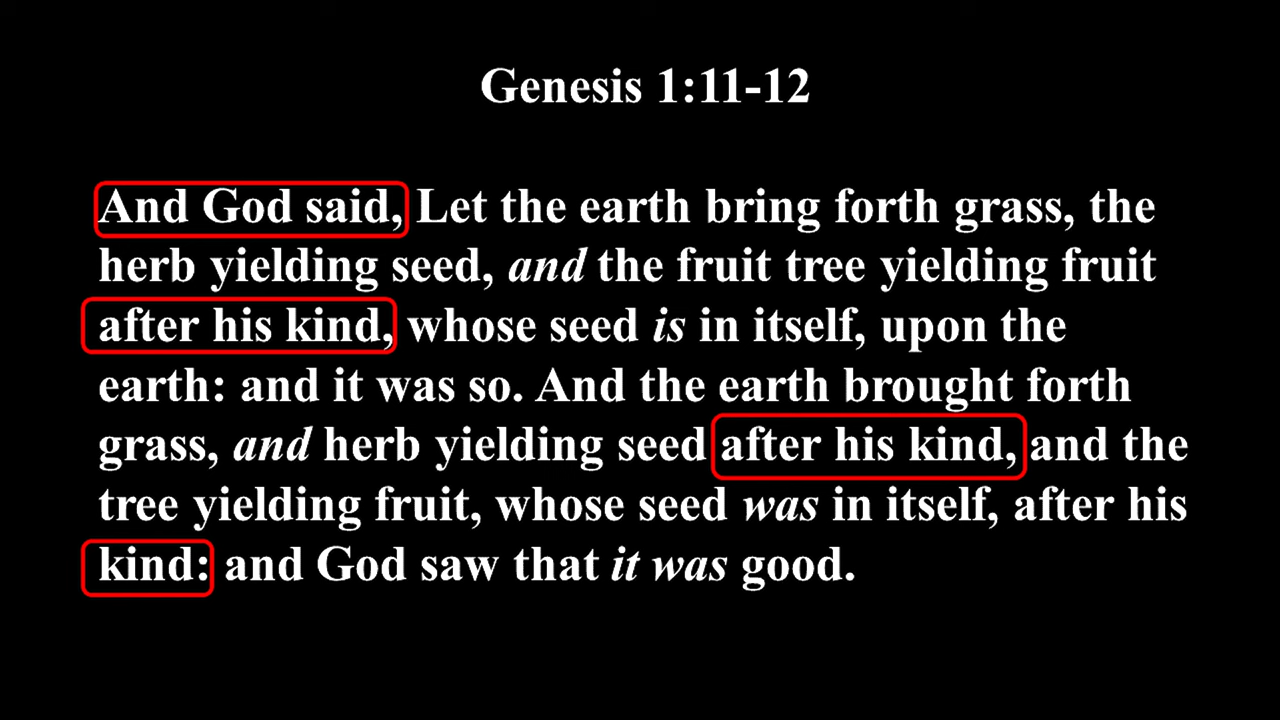 Genesis 1:11-12
And God said, Let the earth bring forth grass, the
herb yielding seed, and the fruit tree yielding fruit
after his kind, whose seed is in itself, upon the
earth: and it was so. And the earth brought forth
grass, and herb yielding seed after his kind, and the
tree yielding fruit, whose seed was in itself, after his
kind: and God saw that it was good.